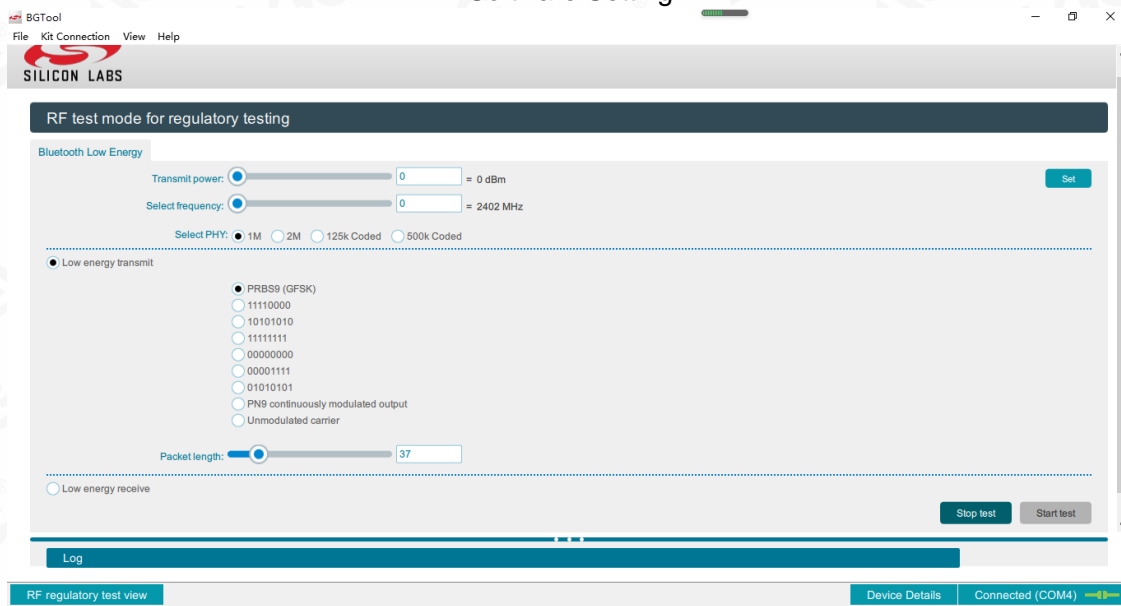 BGTool
File Kit Connection View Help
SILICON LABS
RF test mode for regulatory testing
Bluetooth Low Energy
Transmit power: 0 = 0 dBm
Set
Select frequency: 0 = 2402 MHz
Select PHY: 1M 2M 125k Coded 500k Coded
Low energy transmit
PRBS9 (GFSK)
11110000
10101010
11111111
00000000
00001111
01010101
PN9 continuously modulated output
Unmodulated carrier
Packet length: 37
Low energy receive
Stop test Start test
Log
RF regulatory test view Device Details Connected (COM4)